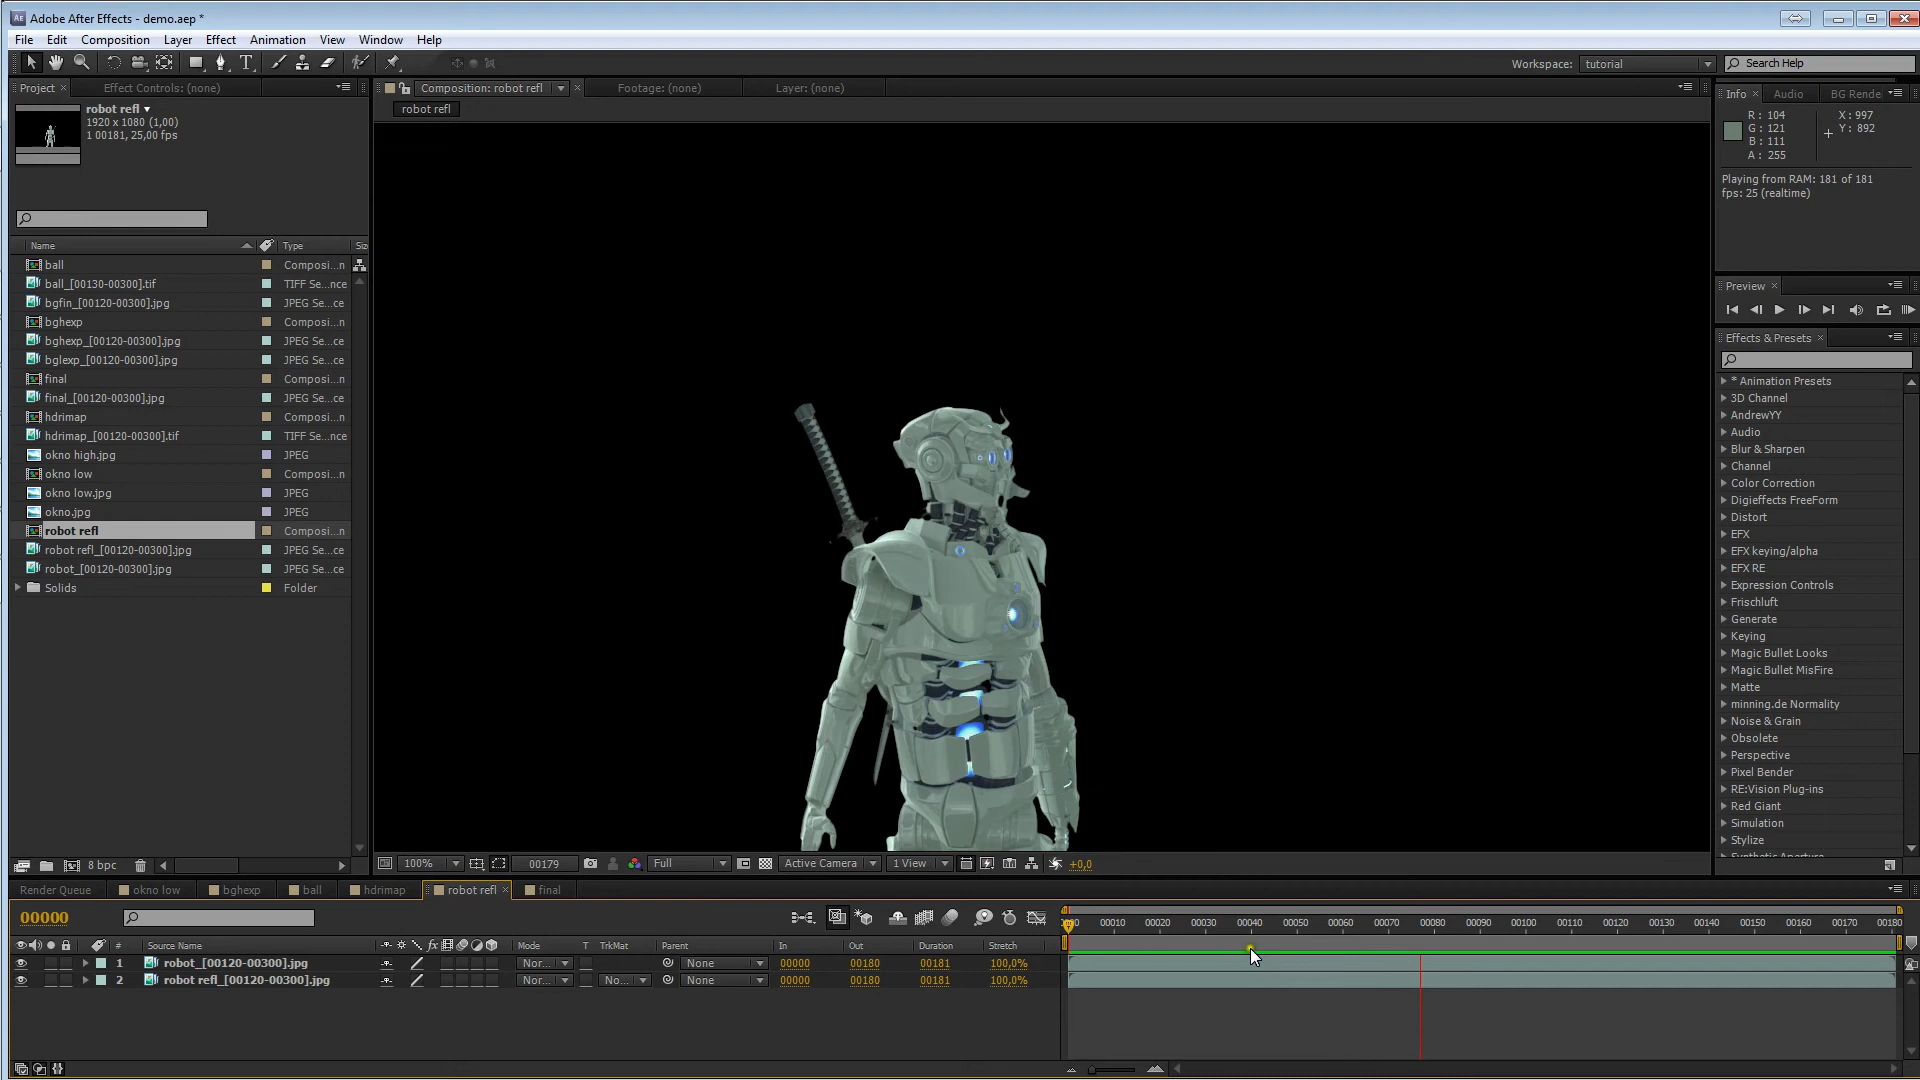 Adobe After Effects - demo.aep *
File Edit Composition Layer Effect Animation View Window Help
Workspace: tutorial Search Help
Project Effect Controls: (none) Composition: robot refl Footage: (none) Layer: (none)
robot refl
robot refl
1920 x 1080 (1,00)
1 00181, 25,00 fps
Name Type Siz
ball Composi...n
ball_[00130-00300].tif TIFF Se...nce
bgfin_[00120-00300].jpg JPEG Se...ce
bghexp Composi...n
bghexp_[00120-00300].jpg JPEG Se...ce
bglexp_[00120-00300].jpg JPEG Se...ce
final Composi...n
final_[00120-00300].jpg JPEG Se...ce
hdrimap Composi...n
hdrimap_[00120-00300].tif TIFF Se...nce
okno high.jpg JPEG
okno low Composi...n
okno low.jpg JPEG
okno.jpg JPEG
robot refl Composi...n
robot refl_[00120-00300].jpg JPEG Se...ce
robot_[00120-00300].jpg JPEG Se...ce
Solids Folder
8 bpc
100% 00179 Full Active Camera 1 View +0,0
Info Audio BG Rende
R: 104 X: 997
G: 121 Y: 892
B: 111
A: 255
Playing from RAM: 181 of 181
fps: 25 (realtime)
Preview
Effects & Presets
* Animation Presets
3D Channel
AndrewYY
Audio
Blur & Sharpen
Channel
Color Correction
Digieffects FreeForm
Distort
EFX
EFX keying/alpha
EFX RE
Expression Controls
Frischluft
Generate
Keying
Magic Bullet Looks
Magic Bullet MisFire
Matte
minning.de Normality
Noise & Grain
Obsolete
Perspective
Pixel Bender
RE:Vision Plug-ins
Red Giant
Simulation
Stylize
Synthetic Aperture
Render Queue okno low bghexp ball hdrimap robot refl final
00000
00010 00020 00030 00040 00050 00060 00070 00080 00090 00100 00110 00120 00130 00140 00150 00160 00170 00180
# Source Name fx Mode T TrkMat Parent In Out Duration Stretch
1 robot_[00120-00300].jpg Nor... None 00000 00180 00181 100,0%
2 robot refl_[00120-00300].jpg Nor... No... None 00000 00180 00181 100,0%